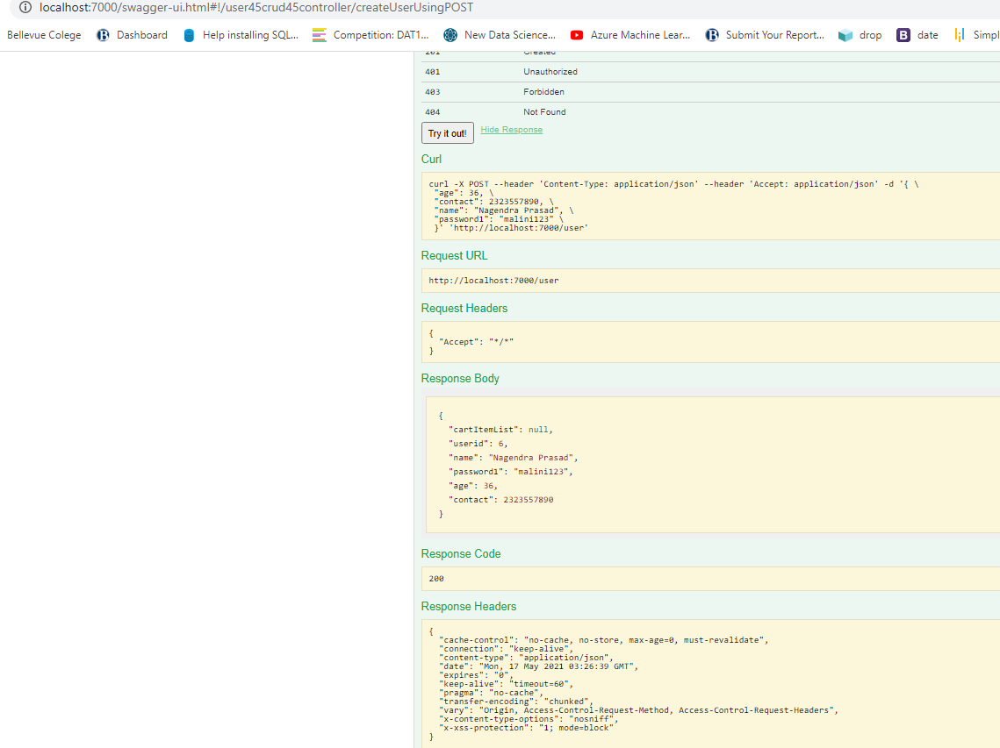 localhost:7000/swagger-ui.html#!/user45crud45controller/createUserUsingPOST
Bellevue Colege Dashboard Help installing SQL... Competition: DAT1... New Data Science... Azure Machine Lear... Submit Your Report... drop B date Simpl
201 Created
401 Unauthorized
403 Forbidden
404 Not Found
Try it out! Hide Response
Curl
curl -X POST --header 'Content-Type: application/json' --header 'Accept: application/json' -d '{ \
"age": 36, \
"contact": 2323557890, \
"name": "Nagendra Prasad", \
"password1": "malini123" \
}' 'http://localhost:7000/user'
Request URL
http://localhost:7000/user
Request Headers
{
"Accept": "*/*"
}
Response Body
{
"cartItemList": null,
"userid": 6,
"name": "Nagendra Prasad",
"password1": "malini123",
"age": 36,
"contact": 2323557890
}
Response Code
200
Response Headers
{
"cache-control": "no-cache, no-store, max-age=0, must-revalidate",
"connection": "keep-alive",
"content-type": "application/json",
"date": "Mon, 17 May 2021 03:26:39 GMT",
"expires": "0",
"keep-alive": "timeout=60",
"pragma": "no-cache",
"transfer-encoding": "chunked",
"vary": "Origin, Access-Control-Request-Method, Access-Control-Request-Headers",
"x-content-type-options": "nosniff",
"x-xss-protection": "1; mode=block"
}